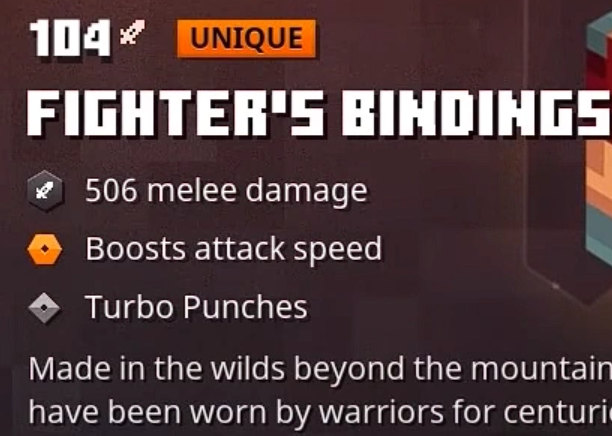 104 UNIQUE
FIGHTER'S BINDINGS
506 melee damage
Boosts attack speed
Turbo Punches
Made in the wilds beyond the mountain
have been worn by warriors for centuri